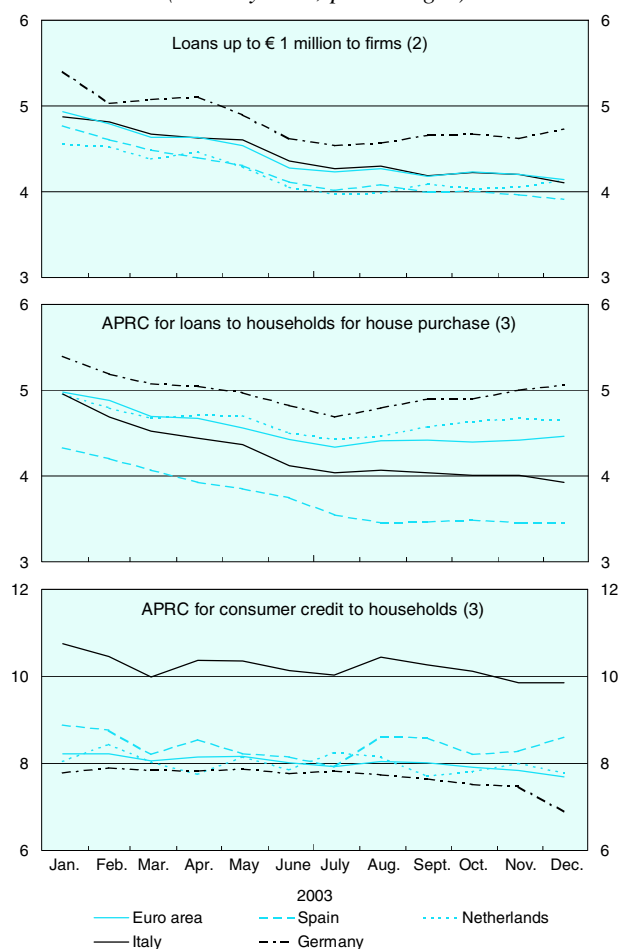 Loans up to € 1 million to firms (2)
6 6
5 5
4 4
3 3
APRC for loans to households for house purchase (3)
6 6
5 5
4 4
3 3
APRC for consumer credit to households (3)
12 12
10 10
8 8
6 6
Jan. Feb. Mar. Apr. May June July Aug. Sept. Oct. Nov. Dec.
2003
Euro area Spain Netherlands
Italy Germany